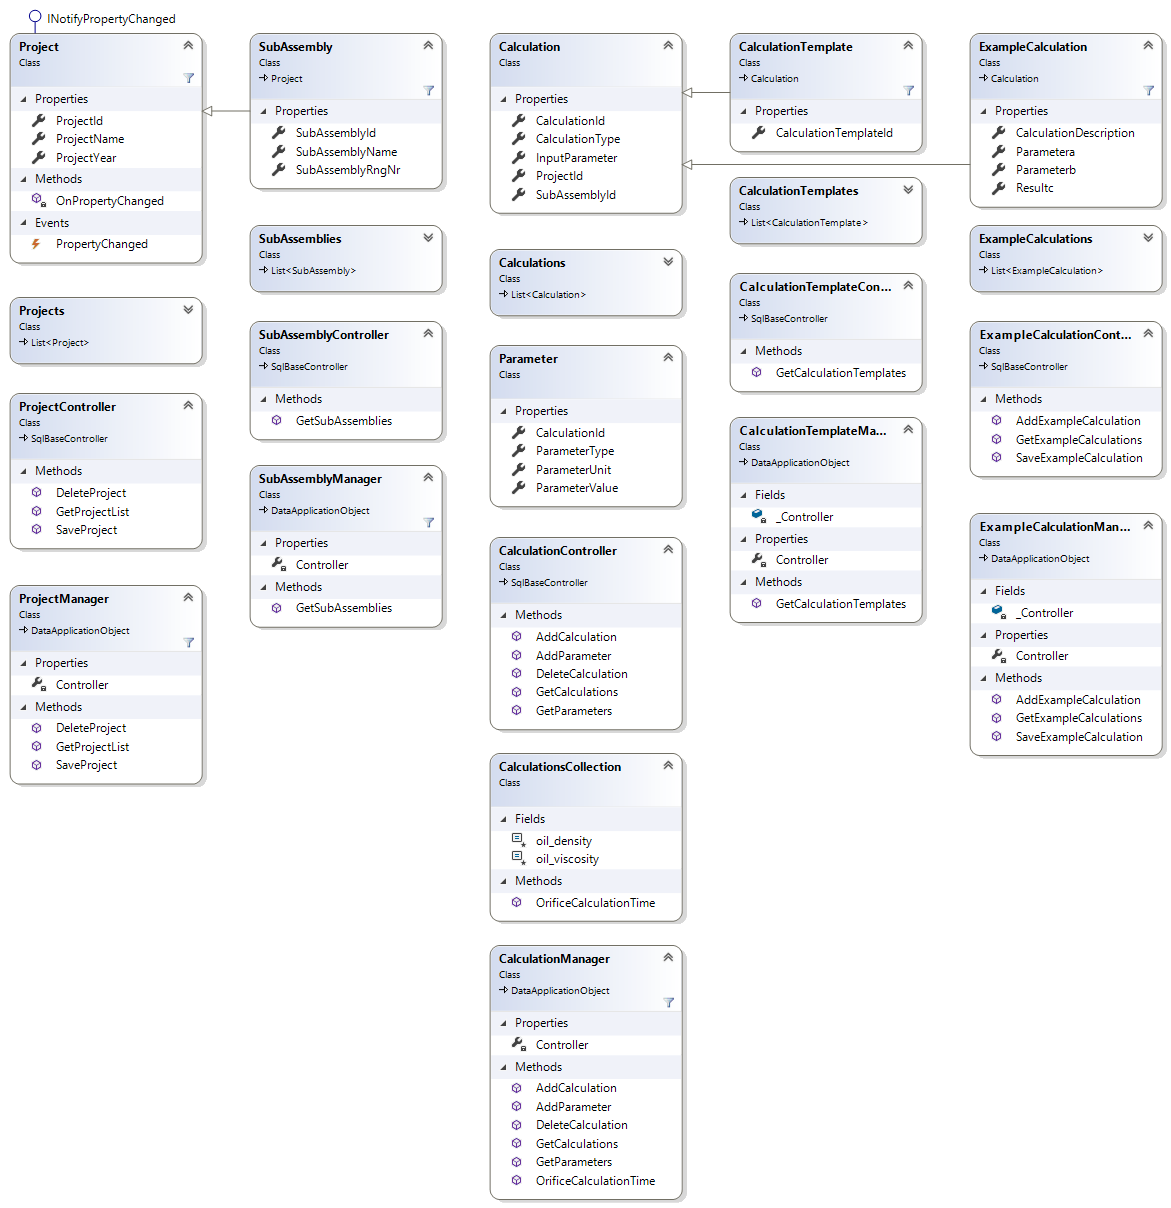 INotifyPropertyChanged
Project
Class
Properties
ProjectId
ProjectName
ProjectYear
Methods
OnPropertyChanged
Events
PropertyChanged
Projects
Class
List<Project>
ProjectController
Class
SqlBaseController
Methods
DeleteProject
GetProjectList
SaveProject
ProjectManager
Class
DataApplicationObject
Properties
Controller
Methods
DeleteProject
GetProjectList
SaveProject
SubAssembly
Class
Project
Properties
SubAssemblyId
SubAssemblyName
SubAssemblyRngNr
SubAssemblies
Class
List<SubAssembly>
SubAssemblyController
Class
SqlBaseController
Methods
GetSubAssemblies
SubAssemblyManager
Class
DataApplicationObject
Properties
Controller
Methods
GetSubAssemblies
Calculation
Class
Properties
CalculationId
CalculationType
InputParameter
ProjectId
SubAssemblyId
Calculations
Class
List<Calculation>
Parameter
Class
Properties
CalculationId
ParameterType
ParameterUnit
ParameterValue
CalculationController
Class
SqlBaseController
Methods
AddCalculation
AddParameter
DeleteCalculation
GetCalculations
GetParameters
CalculationsCollection
Class
Fields
oil_density
oil_viscosity
Methods
OrificeCalculationTime
CalculationManager
Class
DataApplicationObject
Properties
Controller
Methods
AddCalculation
AddParameter
DeleteCalculation
GetCalculations
GetParameters
OrificeCalculationTime
CalculationTemplate
Class
Calculation
Properties
CalculationTemplateId
CalculationTemplates
Class
List<CalculationTemplate>
CalculationTemplateCon...
Class
SqlBaseController
Methods
GetCalculationTemplates
CalculationTemplateMa...
Class
DataApplicationObject
Fields
_Controller
Properties
Controller
Methods
GetCalculationTemplates
ExampleCalculation
Class
Calculation
Properties
CalculationDescription
Parametera
Parameterb
Resultc
ExampleCalculations
Class
List<ExampleCalculation>
ExampleCalculationCont...
Class
SqlBaseController
Methods
AddExampleCalculation
GetExampleCalculations
SaveExampleCalculation
ExampleCalculationMan...
Class
DataApplicationObject
Fields
_Controller
Properties
Controller
Methods
AddExampleCalculation
GetExampleCalculations
SaveExampleCalculation